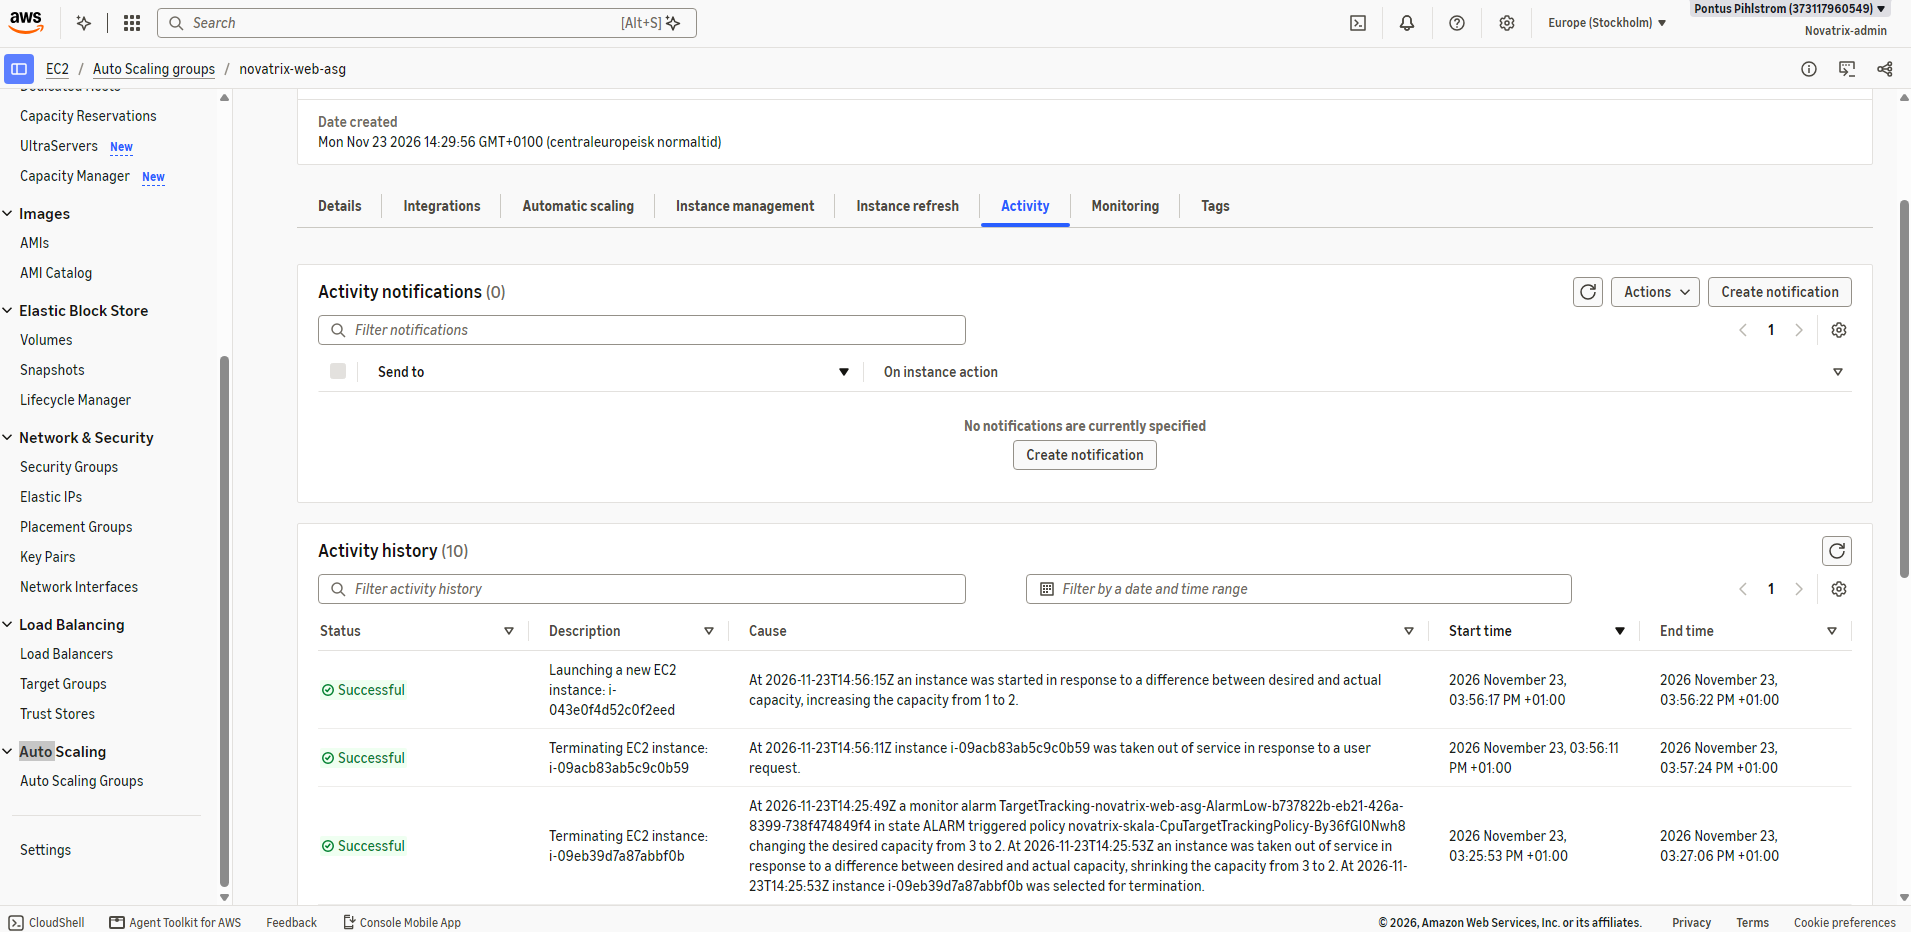 aws
Search [Alt+S]
Europe (Stockholm)
Pontus Pihlstrom (373117960549)
Novatrix-admin
EC2 / Auto Scaling groups / novatrix-web-asg
Dedicated Hosts
Capacity Reservations
UltraServers New
Capacity Manager New
Images
AMIs
AMI Catalog
Elastic Block Store
Volumes
Snapshots
Lifecycle Manager
Network & Security
Security Groups
Elastic IPs
Placement Groups
Key Pairs
Network Interfaces
Load Balancing
Load Balancers
Target Groups
Trust Stores
Auto Scaling
Auto Scaling Groups
Settings
Date created
Mon Nov 23 2026 14:29:56 GMT+0100 (centraleuropeisk normaltid)
Details Integrations Automatic scaling Instance management Instance refresh Activity Monitoring Tags
Activity notifications (0)
Actions
Create notification
Filter notifications
1
Send to On instance action
No notifications are currently specified
Create notification
Activity history (10)
Filter activity history
Filter by a date and time range
1
Status Description Cause Start time End time
Successful
Launching a new EC2
instance: i-
043e0f4d52c0f2eed
At 2026-11-23T14:56:15Z an instance was started in response to a difference between desired and actual
capacity, increasing the capacity from 1 to 2.
2026 November 23,
03:56:17 PM +01:00
2026 November 23,
03:56:22 PM +01:00
Successful
Terminating EC2 instance:
i-09acb83ab5c9c0b59
At 2026-11-23T14:56:11Z instance i-09acb83ab5c9c0b59 was taken out of service in response to a user
request.
2026 November 23, 03:56:11
PM +01:00
2026 November 23,
03:57:24 PM +01:00
Successful
Terminating EC2 instance:
i-09eb39d7a87abbf0b
At 2026-11-23T14:25:49Z a monitor alarm TargetTracking-novatrix-web-asg-AlarmLow-b737822b-eb21-426a-
8399-738f474849f4 in state ALARM triggered policy novatrix-skala-CpuTargetTrackingPolicy-By36fGI0Nwh8
changing the desired capacity from 3 to 2. At 2026-11-23T14:25:53Z an instance was taken out of service in
response to a difference between desired and actual capacity, shrinking the capacity from 3 to 2. At 2026-11-
23T14:25:53Z instance i-09eb39d7a87abbf0b was selected for termination.
2026 November 23,
03:25:53 PM +01:00
2026 November 23,
03:27:06 PM +01:00
CloudShell Agent Toolkit for AWS Feedback Console Mobile App
© 2026, Amazon Web Services, Inc. or its affiliates. Privacy Terms Cookie preferences